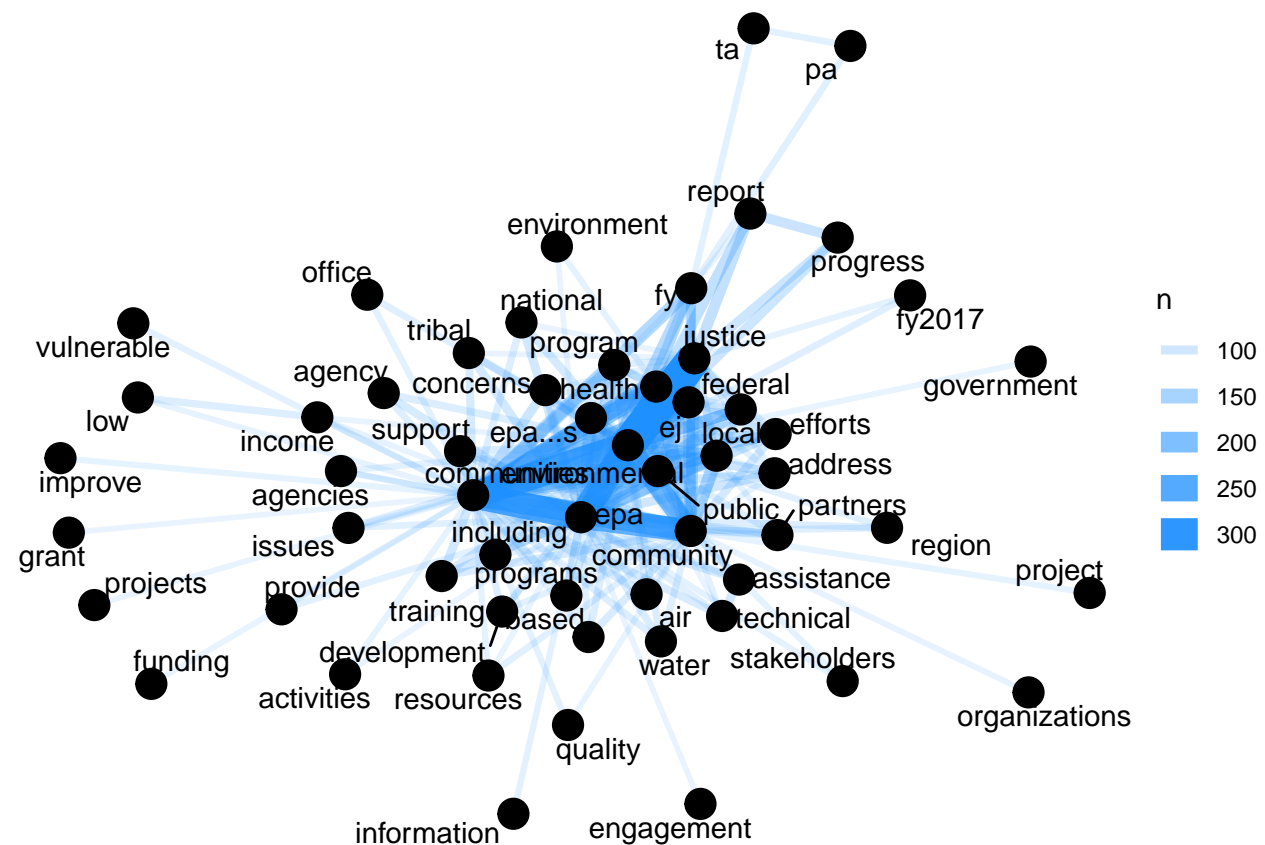 ta
pa
report
environment
progress
office
national
fy
fy2017
n
vulnerable
tribal
program
justice
100
agency
concerns
health
federal
government
150
low
income
support
epa...s
ej
local
efforts
200
improve
agencies
communities
environmental
address
250
grant
issues
including
epa
public
partners
300
community
region
projects
provide
programs
assistance
project
training
based
air
technical
funding
development
water
stakeholders
activities
resources
organizations
quality
information
engagement